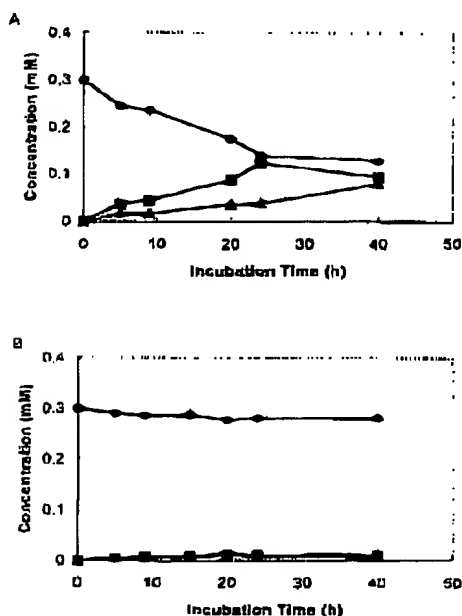 A
0,4
0,3
0,2
0,1
0
Concentration (mM)
0 10 20 30 40 50
Incubation Time (h)
B
0,4
0,3
0,2
0,1
0
Concentration (mM)
0 10 20 30 40 50
Incubation Time (h)